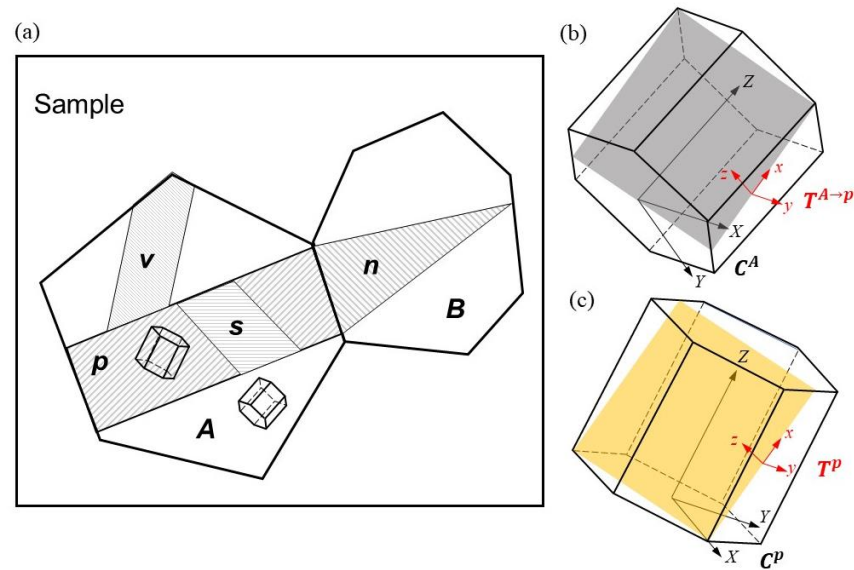 (a)
Sample
v
n
s
B
p
A
(b)
Z
z
x
y
T^{A→p}
X
Y
C^A
(c)
Z
x
z
y
T^p
Y
X
C^p